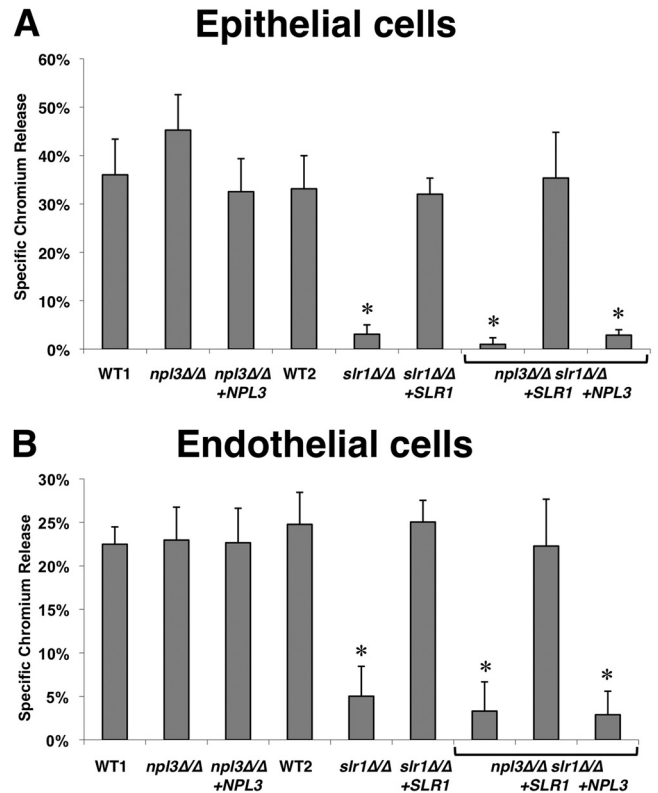 A Epithelial cells
60%
50%
40%
30%
20%
10%
0%
Specific Chromium Release
* * *
WT1 npl3Δ/Δ npl3Δ/Δ WT2 slr1Δ/Δ slr1Δ/Δ npl3Δ/Δ slr1Δ/Δ
+NPL3 +SLR1 +SLR1 +NPL3
B Endothelial cells
30%
25%
20%
15%
10%
5%
0%
Specific Chromium Release
* * *
WT1 npl3Δ/Δ npl3Δ/Δ WT2 slr1Δ/Δ slr1Δ/Δ npl3Δ/Δ slr1Δ/Δ
+NPL3 +SLR1 +SLR1 +NPL3